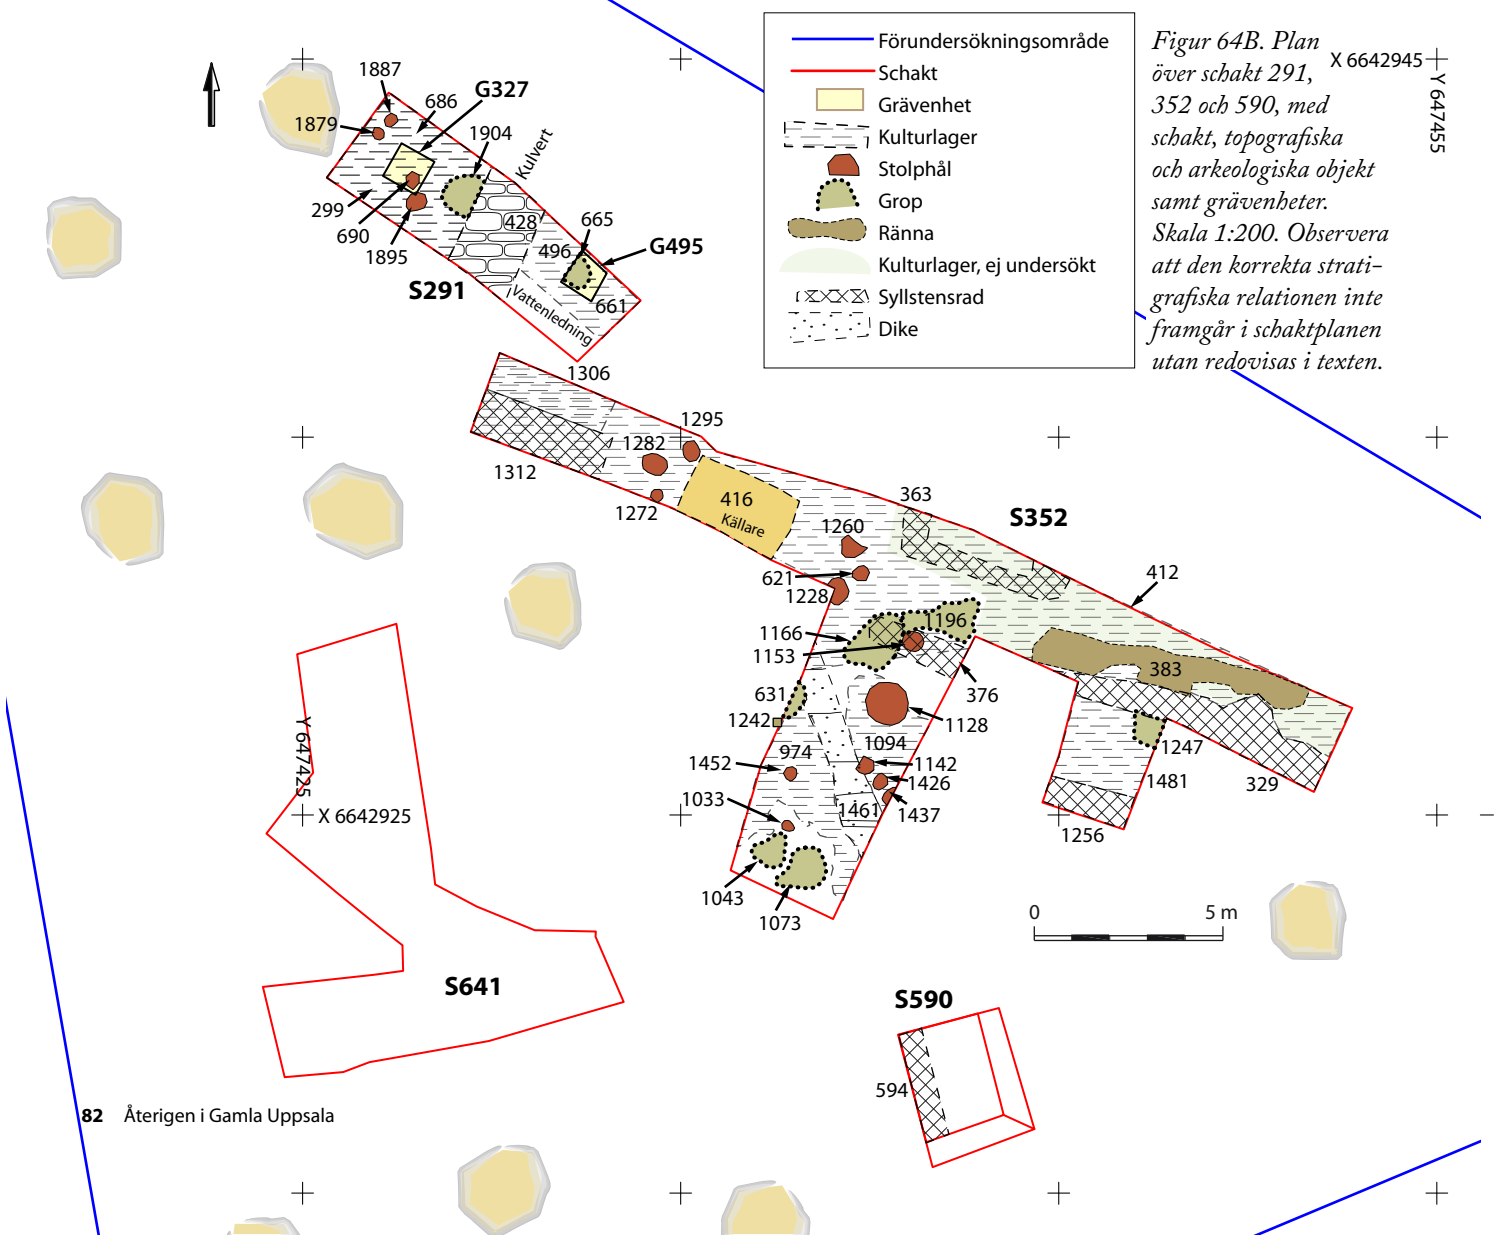 Förundersökningsområde
Schakt
Grävenhet
Kulturlager
Stolphål
Grop
Ränna
Kulturlager, ej undersökt
Syllstensrad
Dike
Figur 64B. Plan
över schakt 291,
352 och 590, med
schakt, topografiska
och arkeologiska objekt
samt grävenheter.
Skala 1:200. Observera
att den korrekta strati-
grafiska relationen inte
framgår i schaktplanen
utan redovisas i texten.
X 6642945
Y 647455
1887
686
G327
1879
1904
Kulvert
299
690
1895
428
665
496
G495
S291
661
Vattenledning
1306
1295
1282
1312
1272
416
Källare
363
S352
1260
621
1228
412
1166
1196
1153
383
376
631
1242
1128
1094
974
1452
1142
1426
1033
1461
1437
1247
1481
329
1256
1043
1073
Y 647425
X 6642925
0
5 m
S641
S590
594
82 Återigen i Gamla Uppsala